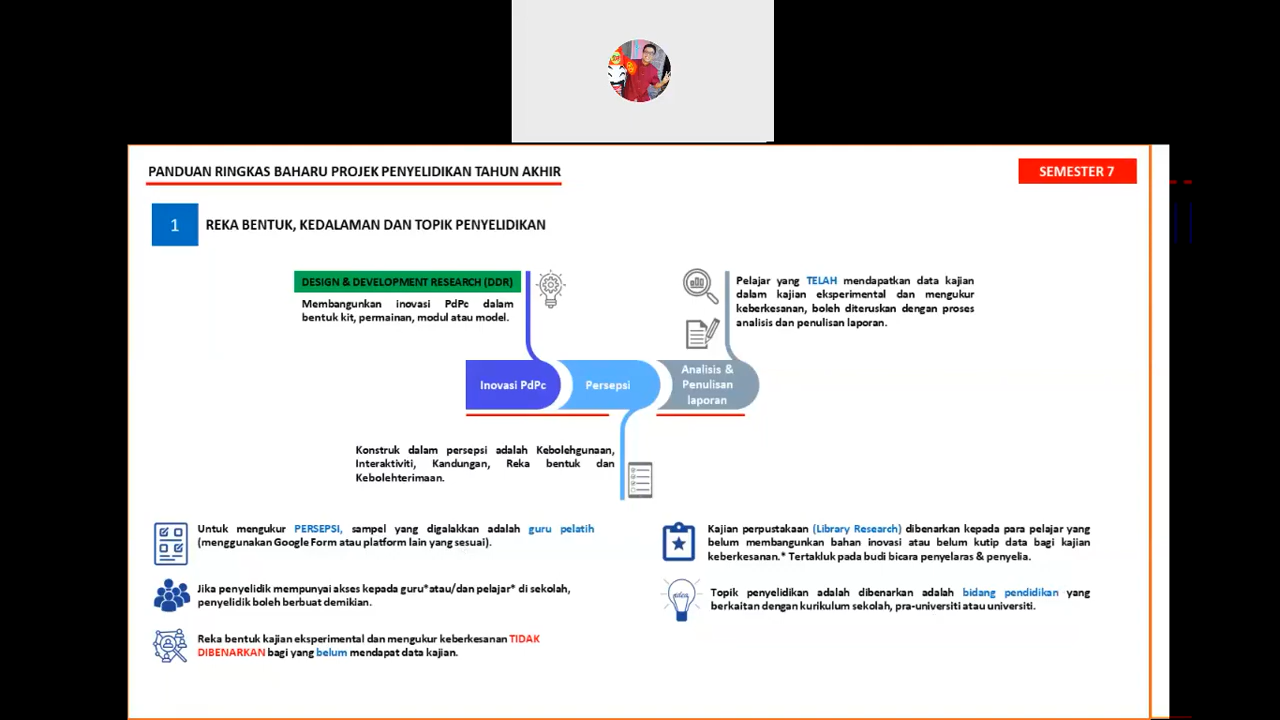 PANDUAN RINGKAS BAHARU PROJEK PENYELIDIKAN TAHUN AKHIR
SEMESTER 7
1
REKA BENTUK, KEDALAMAN DAN TOPIK PENYELIDIKAN
DESIGN & DEVELOPMENT RESEARCH (DDR)
Membangunkan inovasi PdPc dalam
bentuk kit, permainan, modul atau model.
Pelajar yang TELAH mendapatkan data kajian
dalam kajian eksperimental dan mengukur
keberkesanan, boleh diteruskan dengan proses
analisis dan penulisan laporan.
Inovasi PdPc
Persepsi
Analisis &
Penulisan
laporan
Konstruk dalam persepsi adalah Kebolehgunaan,
Interaktiviti, Kandungan, Reka bentuk dan
Kebolehterimaan.
Untuk mengukur PERSEPSI, sampel yang digalakkan adalah guru pelatih
(menggunakan Google Form atau platform lain yang sesuai).
Jika penyelidik mempunyai akses kepada guru*atau/dan pelajar* di sekolah,
penyelidik boleh berbuat demikian.
Reka bentuk kajian eksperimental dan mengukur keberkesanan TIDAK
DIBENARKAN bagi yang belum mendapat data kajian.
Kajian perpustakaan (Library Research) dibenarkan kepada para pelajar yang
belum membangunkan bahan inovasi atau belum kutip data bagi kajian
keberkesanan.* Tertakluk pada budi bicara penyelaras & penyelia.
Topik penyelidikan adalah dibenarkan adalah bidang pendidikan yang
berkaitan dengan kurikulum sekolah, pra-universiti atau universiti.